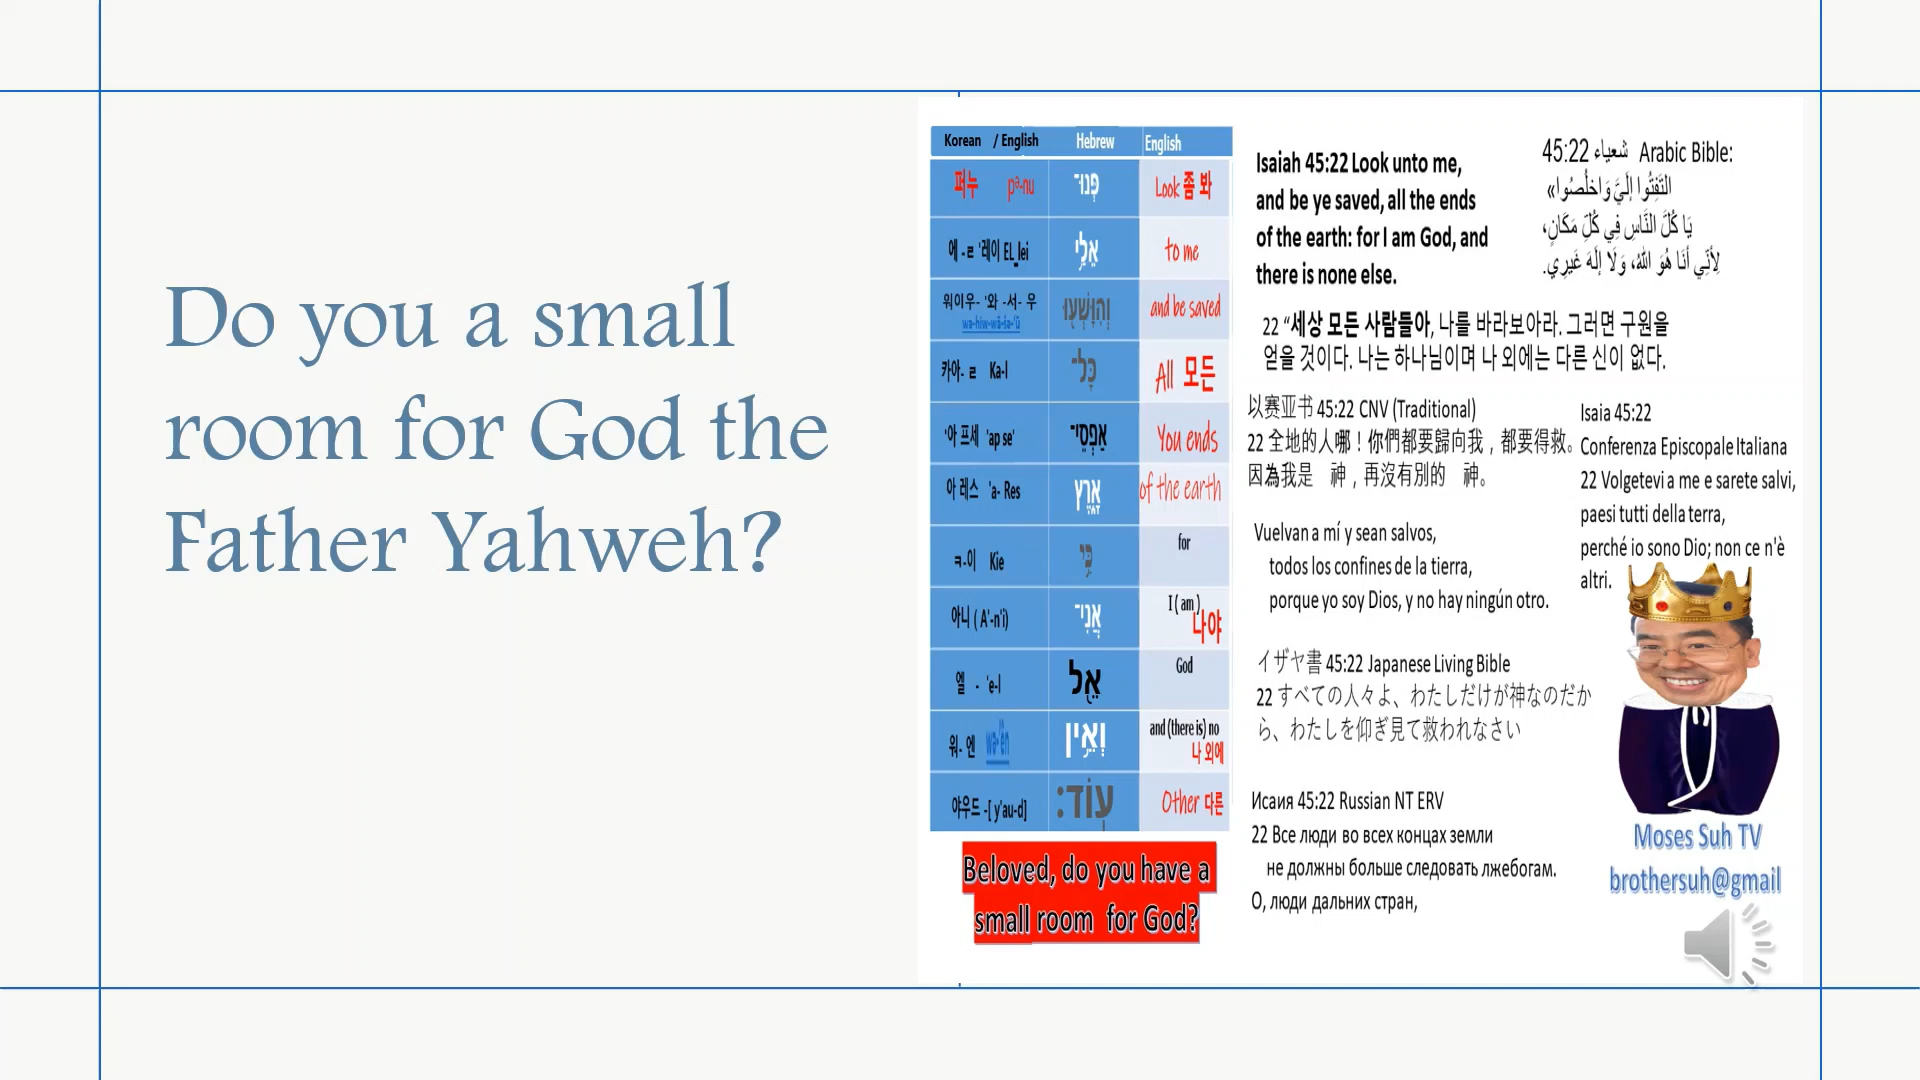 Do you a small
room for God the
Father Yahweh?
Korean / English Hebrew English
퍼누 pᵊ-nu פְּנוּ־ Look 좀 봐
에 -ㄹ '레이 EL_lei אֵלַ֥י to me
워이우- '와 -서- 우 וְהִוָּשְׁע֖וּ and be saved
wa-hiw-wā-šə-'ū
카아- ㄹ Ka-l כָּל־ All 모든
'아 프세 'ap se' אַפְסֵי־ You ends
아 레스 'a- Res אָ֑רֶץ of the earth
ㅋ-이 Kie כִּ֥י for
아니 ( A'-n'i) אֲנִי־ I ( am )
나야
엘 - 'e-l אֵ֖ל God
워- 엔 wa-'ên וְאֵ֥ין and (there is) no
나 외에
야우드 -[ y'au-d] עֽוֹד׃ Other 다른
Beloved, do you have a
small room for God?
Isaiah 45:22 Look unto me,
and be ye saved, all the ends
of the earth: for I am God, and
there is none else.
45:22 شعياء Arabic Bible:
«الْتَفِتُوا إلَيَّ وَاخلُصُوا
يَا كُلَّ النَّاسِ فِي كُلِّ مَكَانٍ،
لِأنِّي أنَا هُوَ اللهُ، وَلَا إلَهَ غَيرِي.
22 “세상 모든 사람들아, 나를 바라보아라. 그러면 구원을
얻을 것이다. 나는 하나님이며 나 외에는 다른 신이 없다.
以赛亚书 45:22 CNV (Traditional)
22 全地的人哪！你們都要歸向我，都要得救。
因為我是 神，再沒有別的 神。
Isaia 45:22
Conferenza Episcopale Italiana
22 Volgetevi a me e sarete salvi,
paesi tutti della terra,
perché io sono Dio; non ce n'è
altri.
Vuelvan a mí y sean salvos,
todos los confines de la tierra,
porque yo soy Dios, y no hay ningún otro.
イザヤ書 45:22 Japanese Living Bible
22 すべての人々よ、わたしだけが神なのだか
ら、わたしを仰ぎ見て救われなさい
Исаия 45:22 Russian NT ERV
22 Все люди во всех концах земли
не должны больше следовать лжебогам.
О, люди дальних стран,
Moses Suh TV
brothersuh@gmail